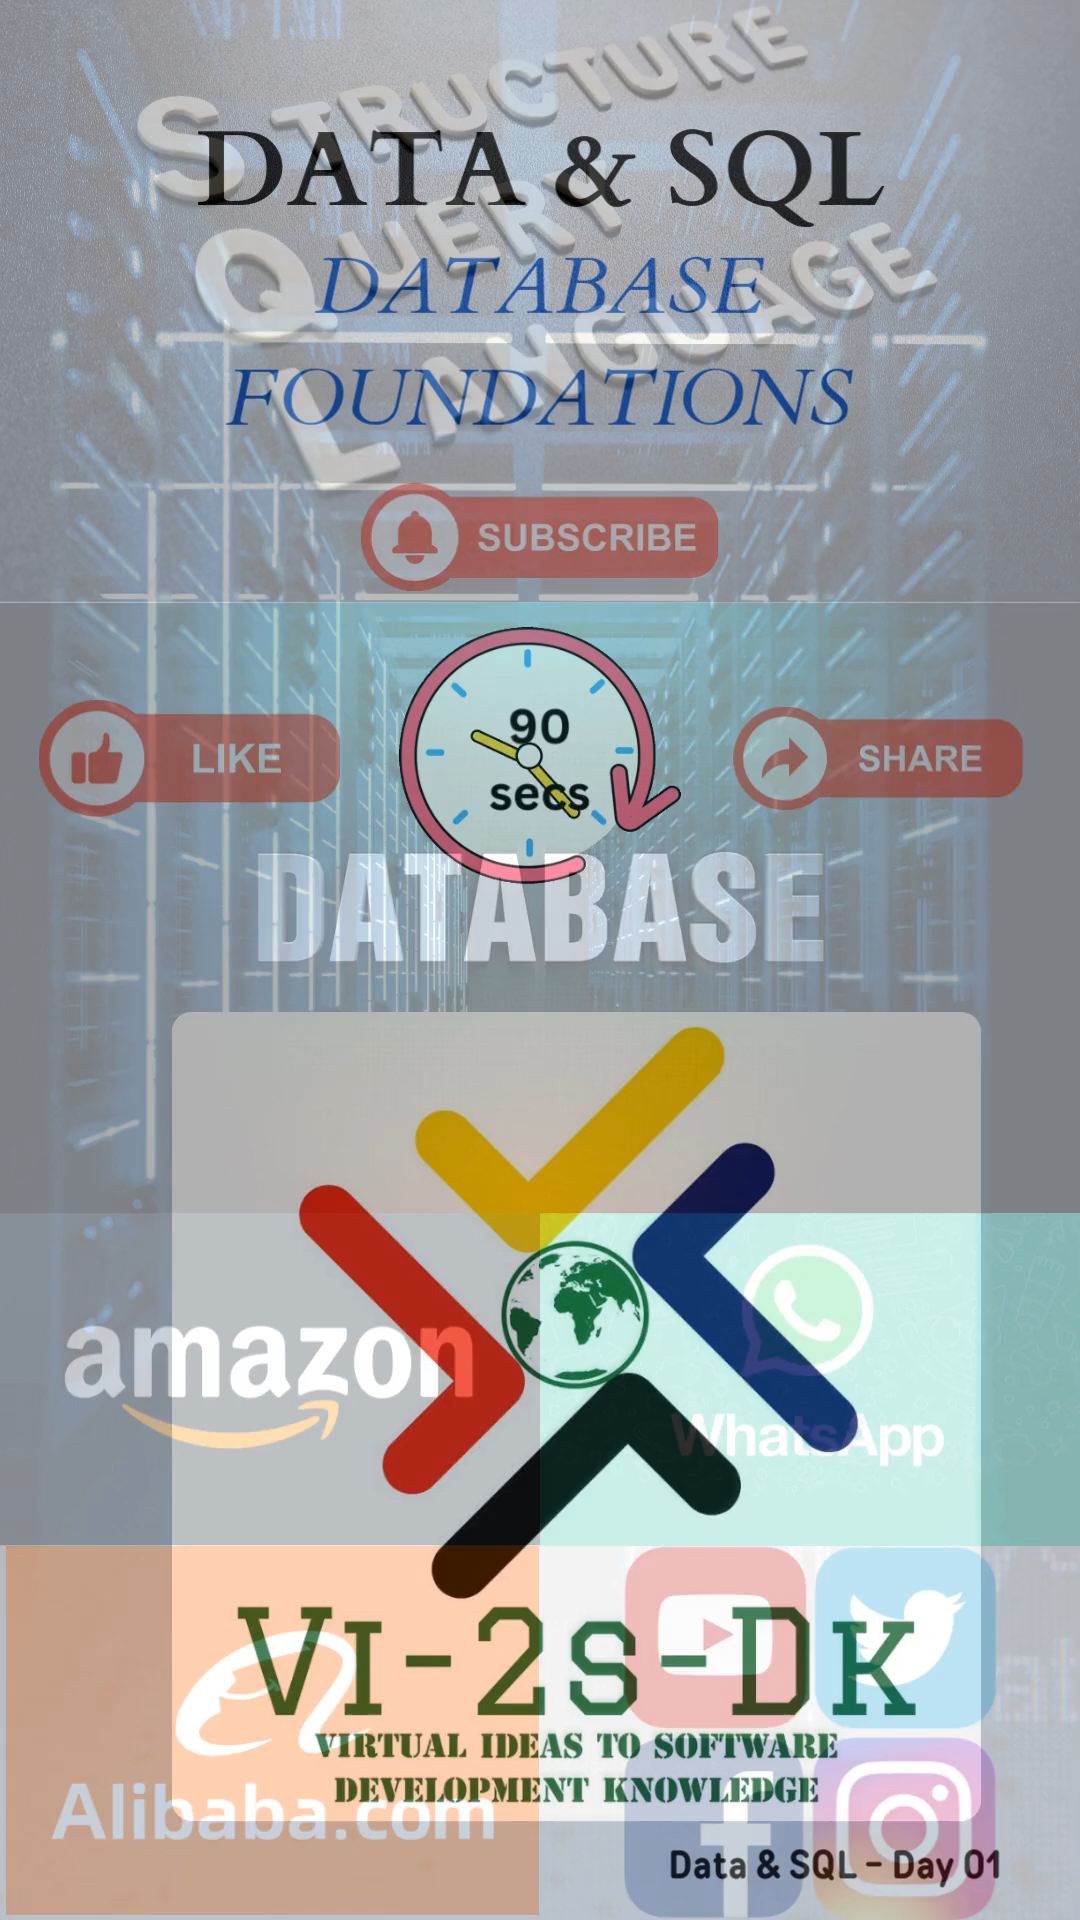 STRUCTURE
DATA & SQL
QUERY
DATABASE
LANGUAGE
FOUNDATIONS
SUBSCRIBE
90
secs
LIKE
SHARE
DATABASE
amazon
WhatsApp
VI-2S-DK
VIRTUAL IDEAS TO SOFTWARE
DEVELOPMENT KNOWLEDGE
Alibaba.com
Data & SQL - Day 01